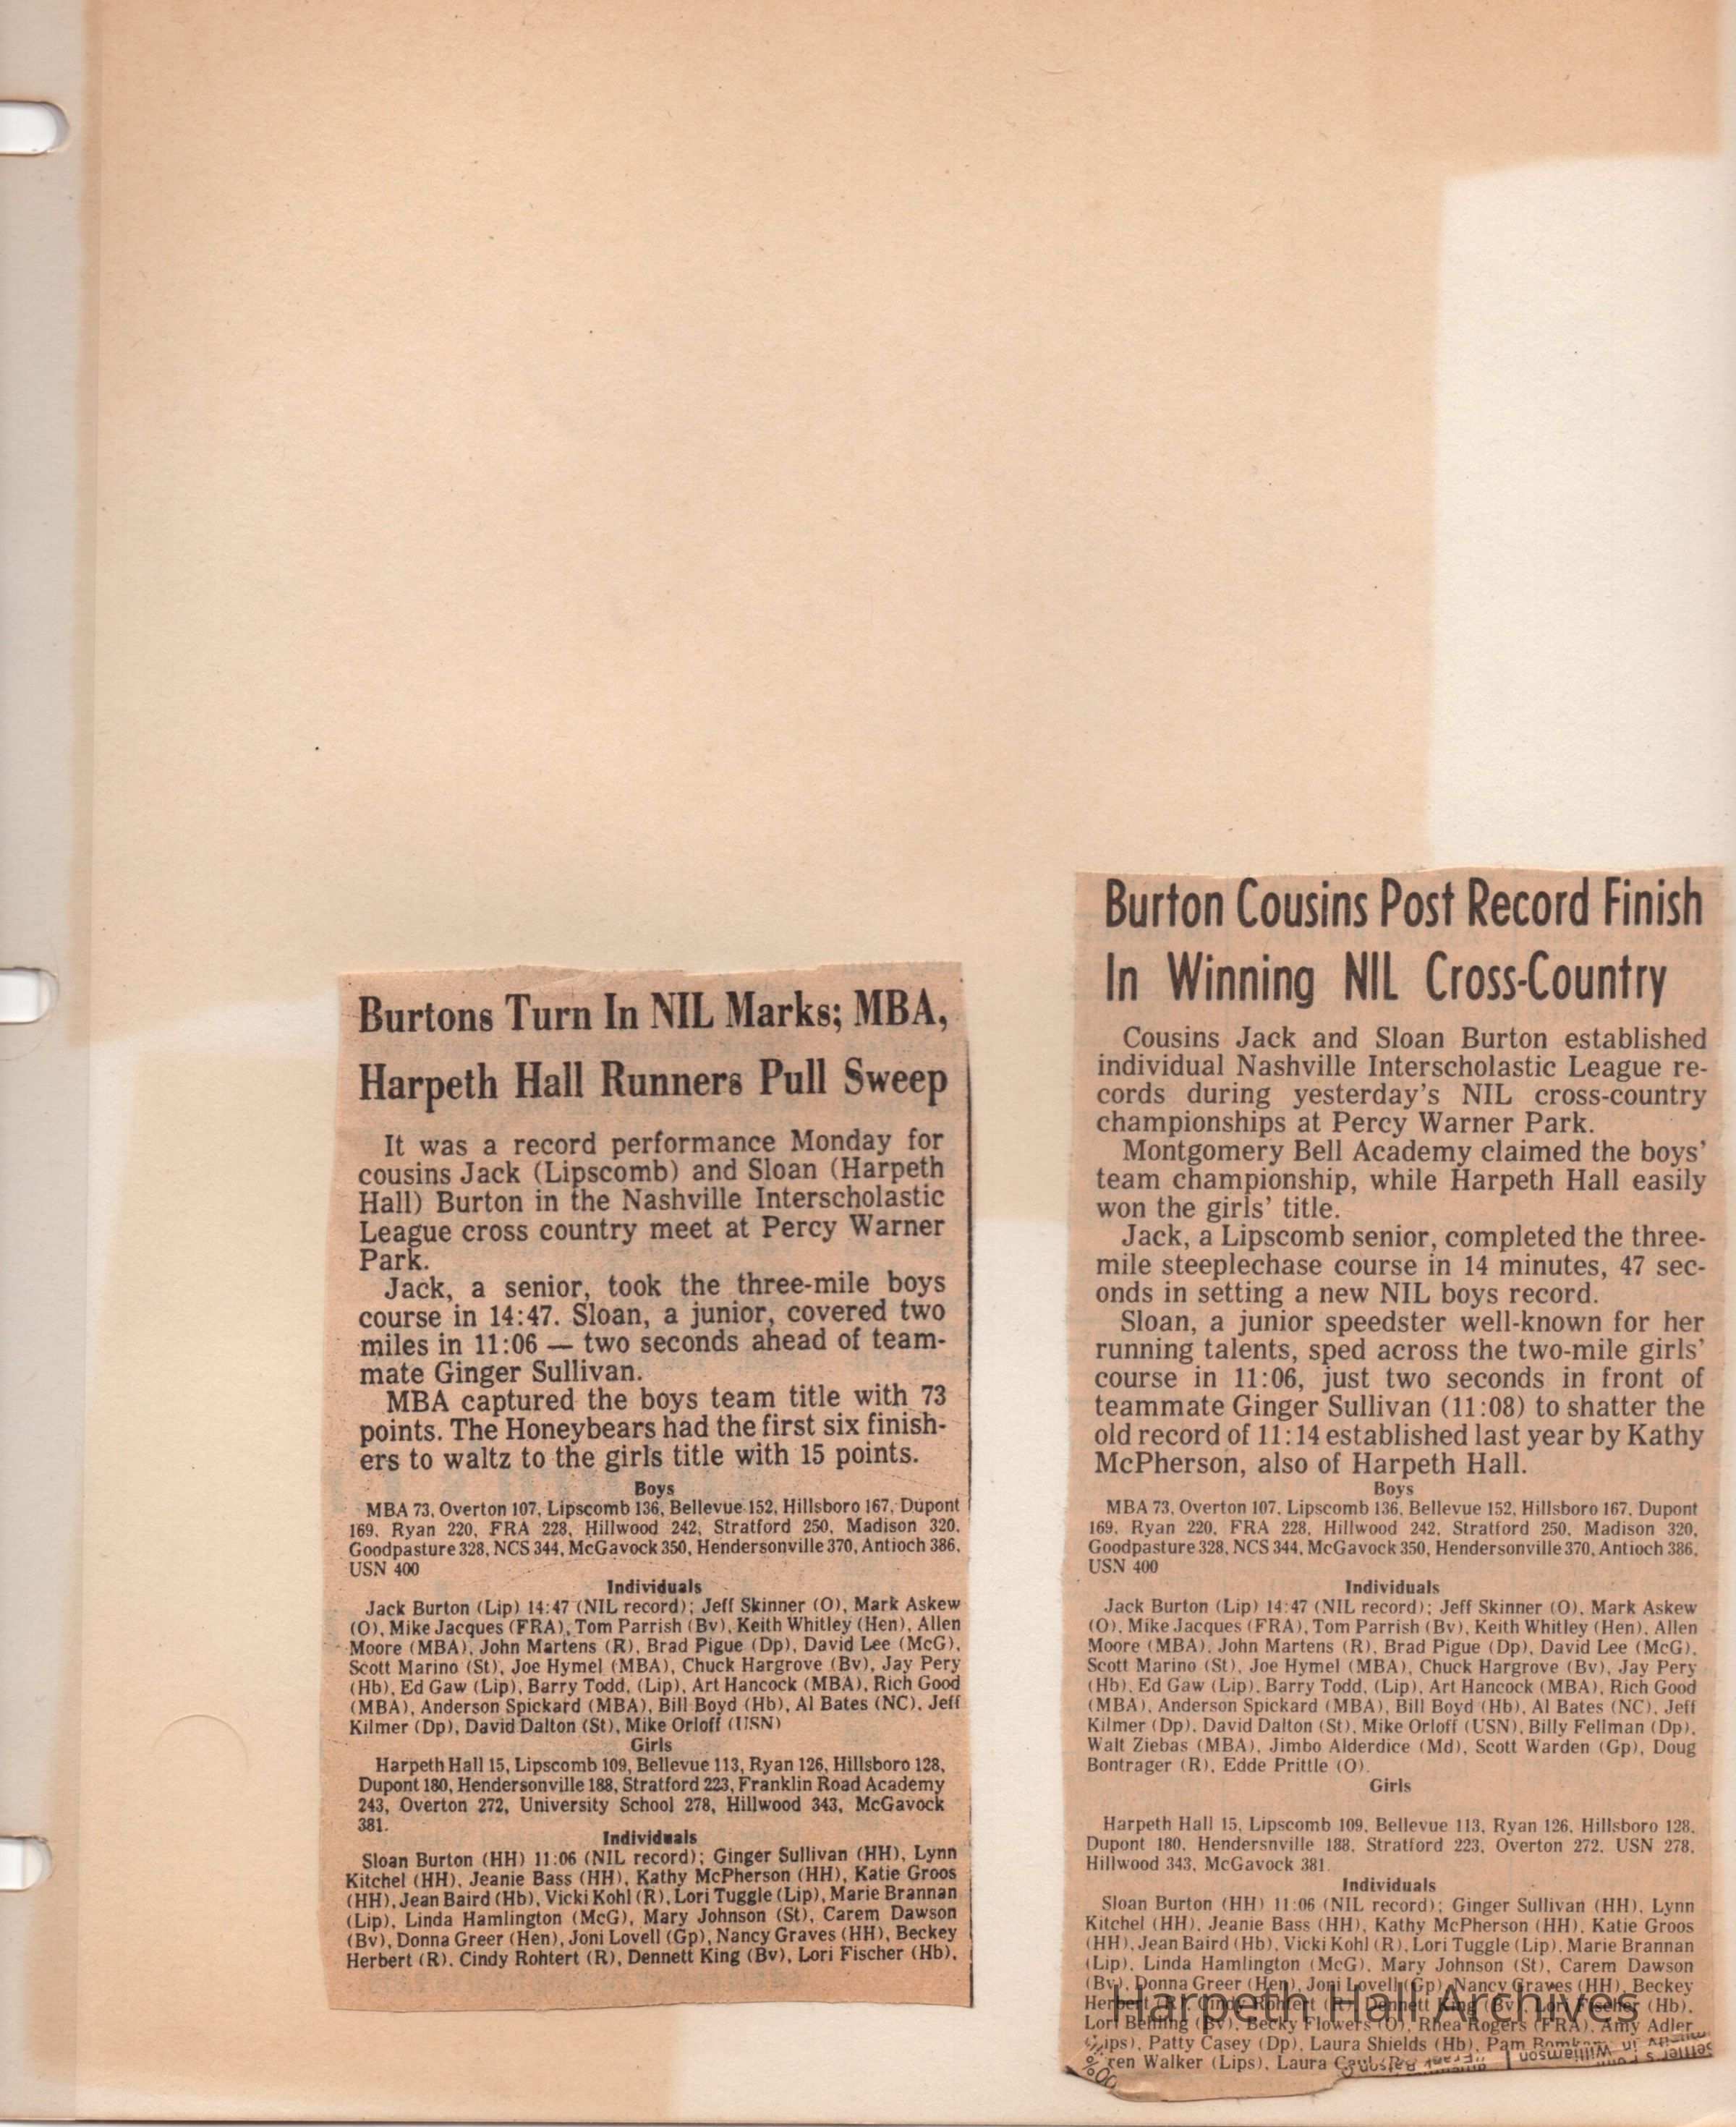 Burtons Turn In NIL Marks; MBA,
Harpeth Hall Runners Pull Sweep
It was a record performance Monday for
cousins Jack (Lipscomb) and Sloan (Harpeth
Hall) Burton in the Nashville Interscholastic
League cross country meet at Percy Warner
Park.
Jack, a senior, took the three-mile boys
course in 14:47. Sloan, a junior, covered two
miles in 11:06 — two seconds ahead of team-
mate Ginger Sullivan.
MBA captured the boys team title with 73
points. The Honeybears had the first six finish-
ers to waltz to the girls title with 15 points.
Boys
MBA 73, Overton 107, Lipscomb 136, Bellevue 152, Hillsboro 167, Dupont
169, Ryan 220, FRA 228, Hillwood 242, Stratford 250, Madison 320,
Goodpasture 328, NCS 344, McGavock 350, Hendersonville 370, Antioch 386,
USN 400
Individuals
Jack Burton (Lip) 14:47 (NIL record); Jeff Skinner (O), Mark Askew
(O), Mike Jacques (FRA), Tom Parrish (Bv), Keith Whitley (Hen), Allen
Moore (MBA), John Martens (R), Brad Pigue (Dp), David Lee (McG),
Scott Marino (St), Joe Hymel (MBA), Chuck Hargrove (Bv), Jay Pery
(Hb), Ed Gaw (Lip), Barry Todd, (Lip), Art Hancock (MBA), Rich Good
(MBA), Anderson Spickard (MBA), Bill Boyd (Hb), Al Bates (NC), Jeff
Kilmer (Dp), David Dalton (St), Mike Orloff (USN)
Girls
Harpeth Hall 15, Lipscomb 109, Bellevue 113, Ryan 126, Hillsboro 128,
Dupont 180, Hendersonville 188, Stratford 223, Franklin Road Academy
243, Overton 272, University School 278, Hillwood 343, McGavock
381.
Individuals
Sloan Burton (HH) 11:06 (NIL record); Ginger Sullivan (HH), Lynn
Kitchel (HH), Jeanie Bass (HH), Kathy McPherson (HH), Katie Groos
(HH), Jean Baird (Hb), Vicki Kohl (R), Lori Tuggle (Lip), Marie Brannan
(Lip), Linda Hamlington (McG), Mary Johnson (St), Carem Dawson
(Bv), Donna Greer (Hen), Joni Lovell (Gp), Nancy Graves (HH), Beckey
Herbert (R). Cindy Rohtert (R), Dennett King (Bv), Lori Fischer (Hb),
Burton Cousins Post Record Finish
In Winning NIL Cross-Country
Cousins Jack and Sloan Burton established
individual Nashville Interscholastic League re-
cords during yesterday's NIL cross-country
championships at Percy Warner Park.
Montgomery Bell Academy claimed the boys'
team championship, while Harpeth Hall easily
won the girls' title.
Jack, a Lipscomb senior, completed the three-
mile steeplechase course in 14 minutes, 47 sec-
onds in setting a new NIL boys record.
Sloan, a junior speedster well-known for her
running talents, sped across the two-mile girls'
course in 11:06, just two seconds in front of
teammate Ginger Sullivan (11:08) to shatter the
old record of 11:14 established last year by Kathy
McPherson, also of Harpeth Hall.
Boys
MBA 73, Overton 107, Lipscomb 136, Bellevue 152, Hillsboro 167, Dupont
169, Ryan 220, FRA 228, Hillwood 242, Stratford 250, Madison 320,
Goodpasture 328, NCS 344, McGavock 350, Hendersonville 370, Antioch 386,
USN 400
Individuals
Jack Burton (Lip) 14:47 (NIL record); Jeff Skinner (O), Mark Askew
(O), Mike Jacques (FRA), Tom Parrish (Bv), Keith Whitley (Hen), Allen
Moore (MBA), John Martens (R), Brad Pigue (Dp), David Lee (McG),
Scott Marino (St), Joe Hymel (MBA), Chuck Hargrove (Bv), Jay Pery
(Hb), Ed Gaw (Lip), Barry Todd, (Lip), Art Hancock (MBA), Rich Good
(MBA), Anderson Spickard (MBA), Bill Boyd (Hb), Al Bates (NC), Jeff
Kilmer (Dp), David Dalton (St), Mike Orloff (USN), Billy Fellman (Dp),
Walt Ziebas (MBA), Jimbo Alderdice (Md), Scott Warden (Gp), Doug
Bontrager (R), Edde Prittle (O).
Girls
Harpeth Hall 15, Lipscomb 109, Bellevue 113, Ryan 126, Hillsboro 128,
Dupont 180, Hendersnville 188, Stratford 223, Overton 272, USN 278,
Hillwood 343, McGavock 381.
Individuals
Sloan Burton (HH) 11:06 (NIL record); Ginger Sullivan (HH), Lynn
Kitchel (HH), Jeanie Bass (HH), Kathy McPherson (HH), Katie Groos
(HH), Jean Baird (Hb), Vicki Kohl (R), Lori Tuggle (Lip), Marie Brannan
(Lip), Linda Hamlington (McG), Mary Johnson (St), Carem Dawson
(Bv), Donna Greer (Hen), Joni Lovell (Gp), Nancy Graves (HH), Beckey
Herbert (R), Cindy Rohtert (R), Dennett King (Bv), Lori Fischer (Hb),
Harpeth Hall Archives
Lori (Bv), Becky Flowers (O), Rhea Rogers (FRA), Amy Adler
Patty Casey (Dp), Laura Shields (Hb), Pam
Walker (Lips), Laura
Williamson